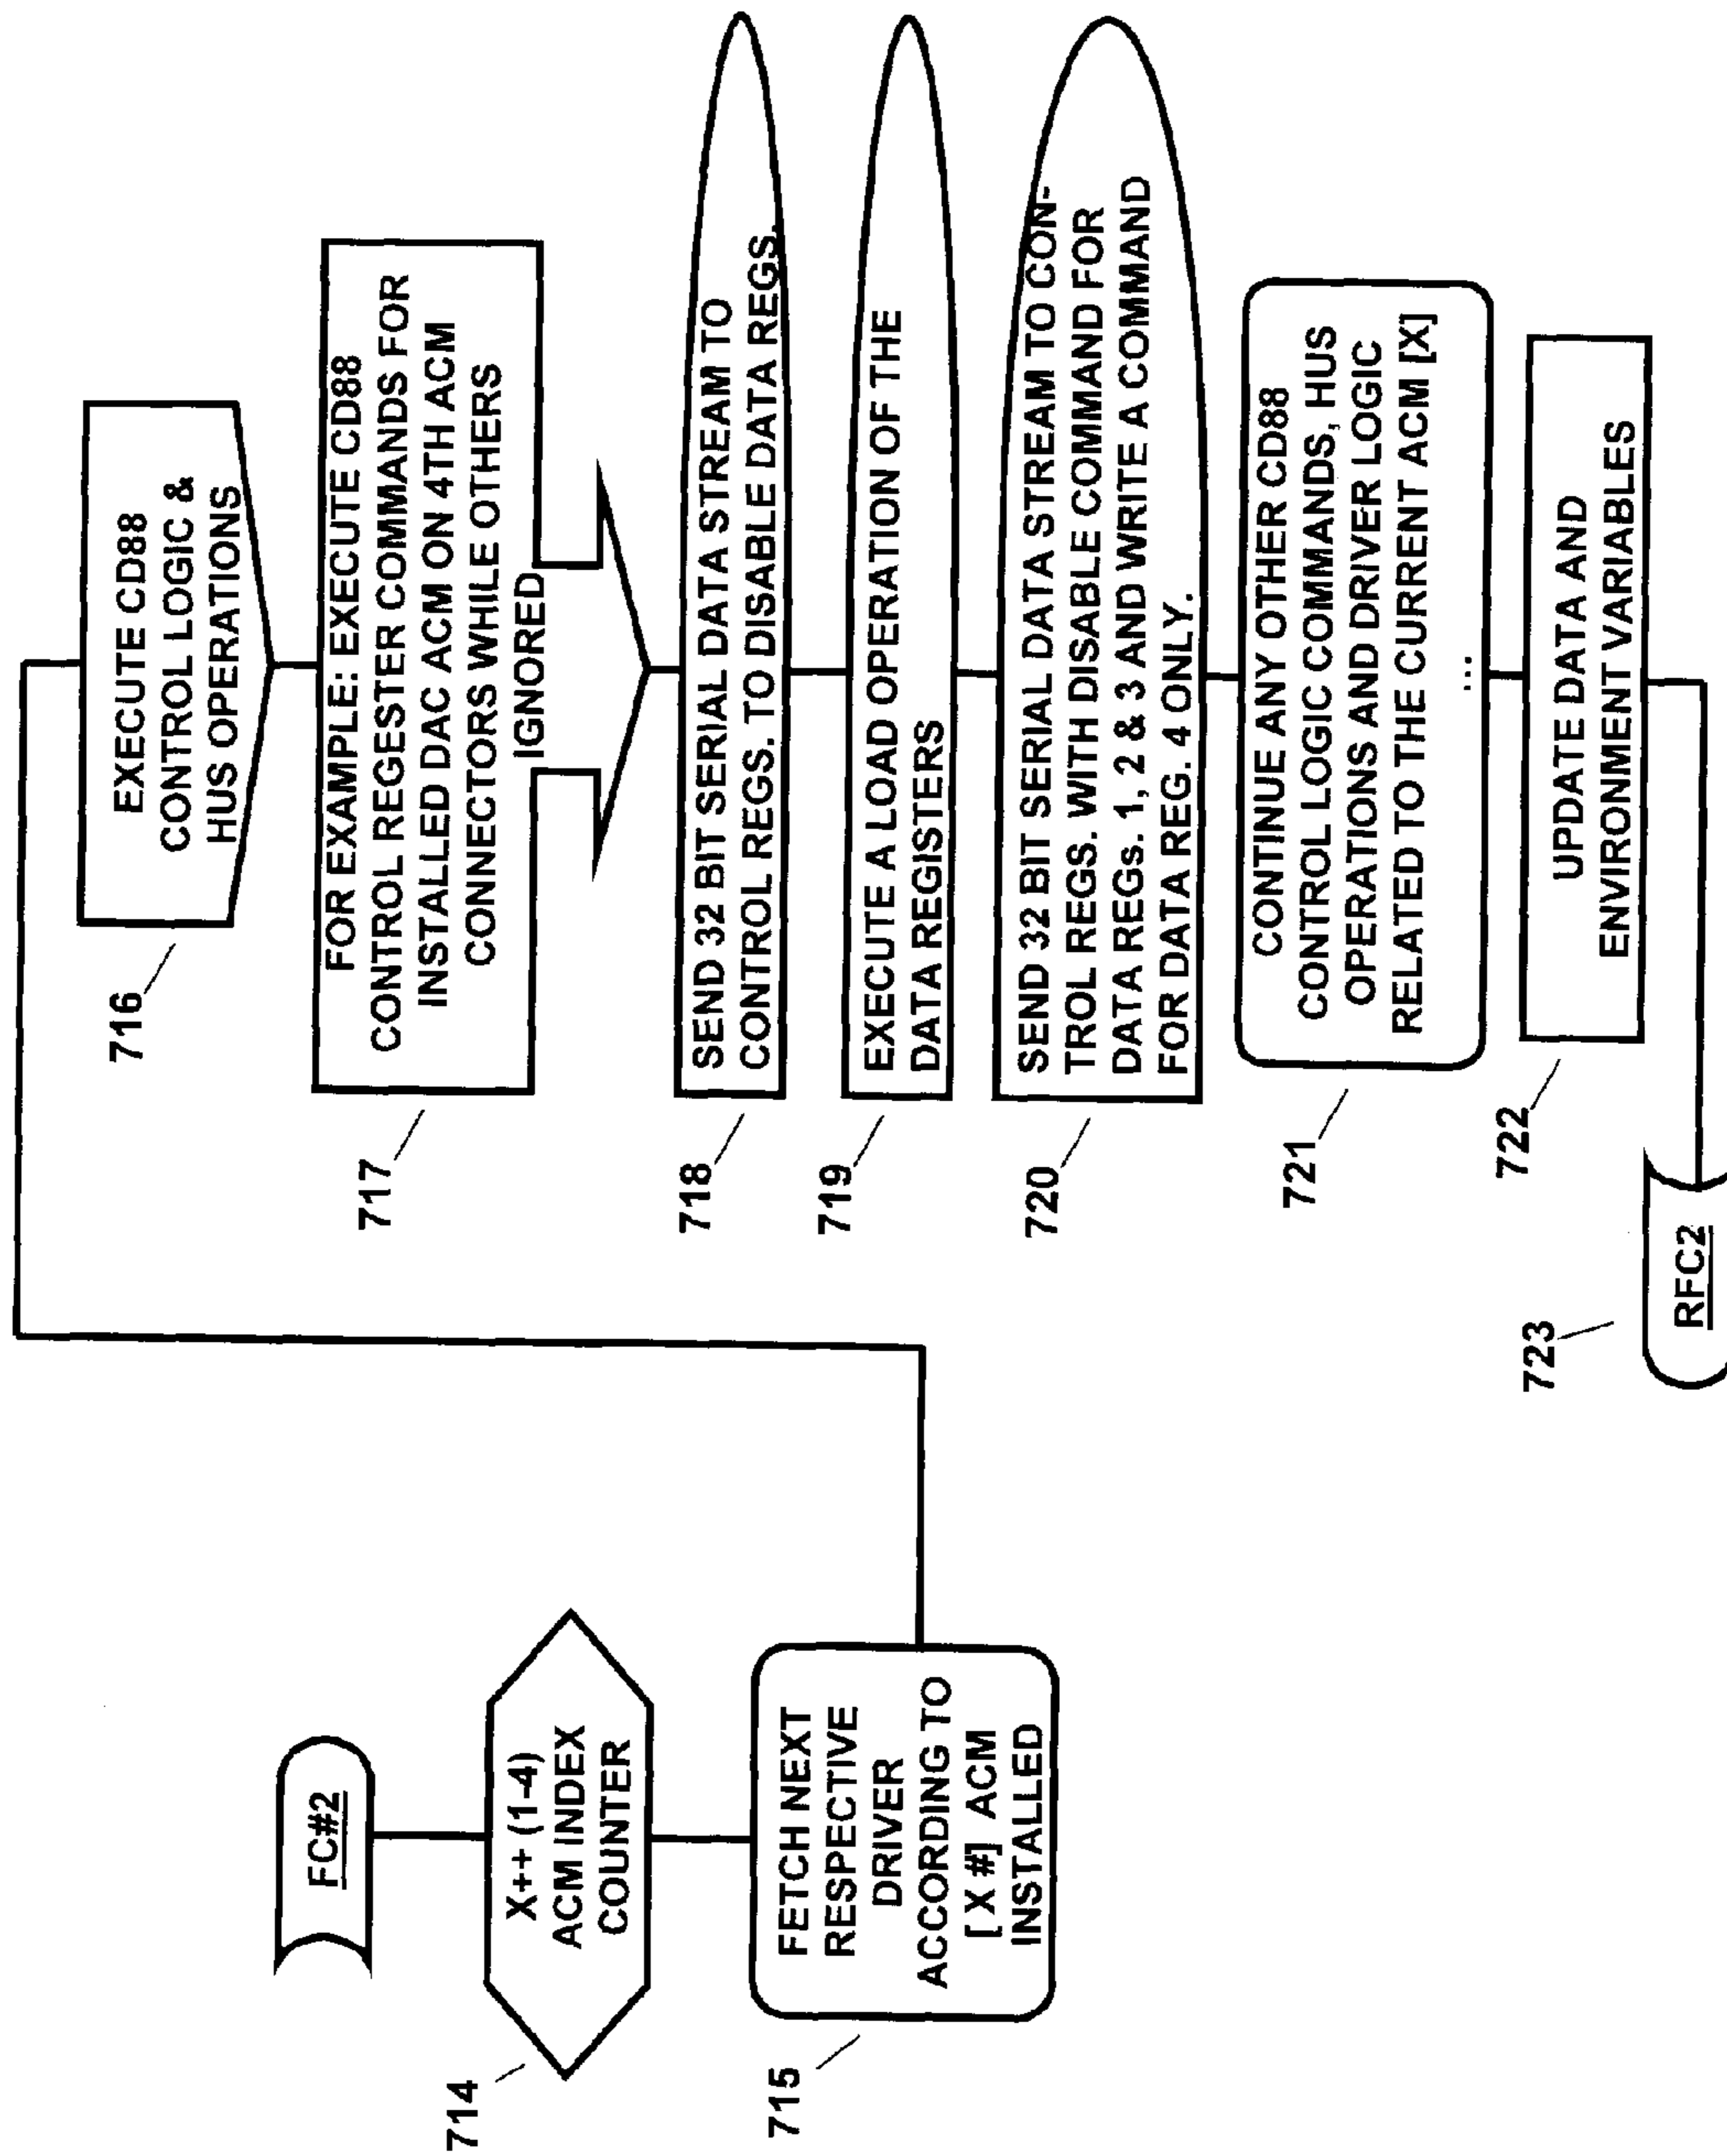 FC#2
714
X++ (1-4)
ACM INDEX
COUNTER
715
FETCH NEXT
RESPECTIVE
DRIVER
ACCORDING TO
[ X #] ACM
INSTALLED
716
EXECUTE CD88
CONTROL LOGIC &
HUS OPERATIONS
717
FOR EXAMPLE: EXECUTE CD88
CONTROL REGESTER COMMANDS FOR
INSTALLED DAC ACM ON 4TH ACM
CONNECTORS WHILE OTHERS
IGNORED
718
SEND 32 BIT SERIAL DATA STREAM TO
CONTROL REGS. TO DISABLE DATA REGS.
719
EXECUTE A LOAD OPERATION OF THE
DATA REGISTERS
720
SEND 32 BIT SERIAL DATA STREAM TO CON-
TROL REGS. WITH DISABLE COMMAND FOR
DATA REGs. 1, 2 & 3 AND WRITE A COMMAND
FOR DATA REG. 4 ONLY.
721
CONTINUE ANY OTHER CD88
CONTROL LOGIC COMMANDS, HUS
OPERATIONS AND DRIVER LOGIC
RELATED TO THE CURRENT ACM [X]
...
722
UPDATE DATA AND
ENVIRONMENT VARIABLES
723
RFC2